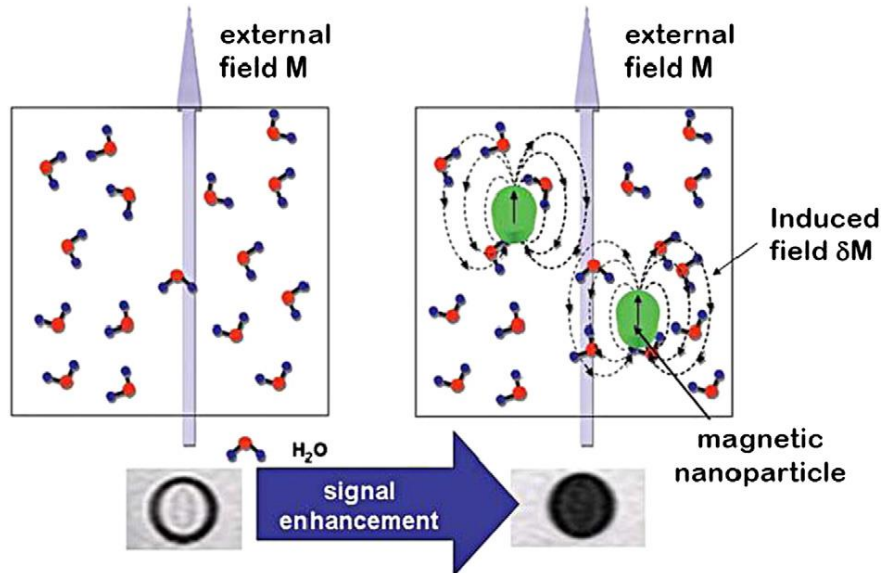 external
field M
external
field M
Induced
field δM
magnetic
nanoparticle
H₂O
signal
enhancement